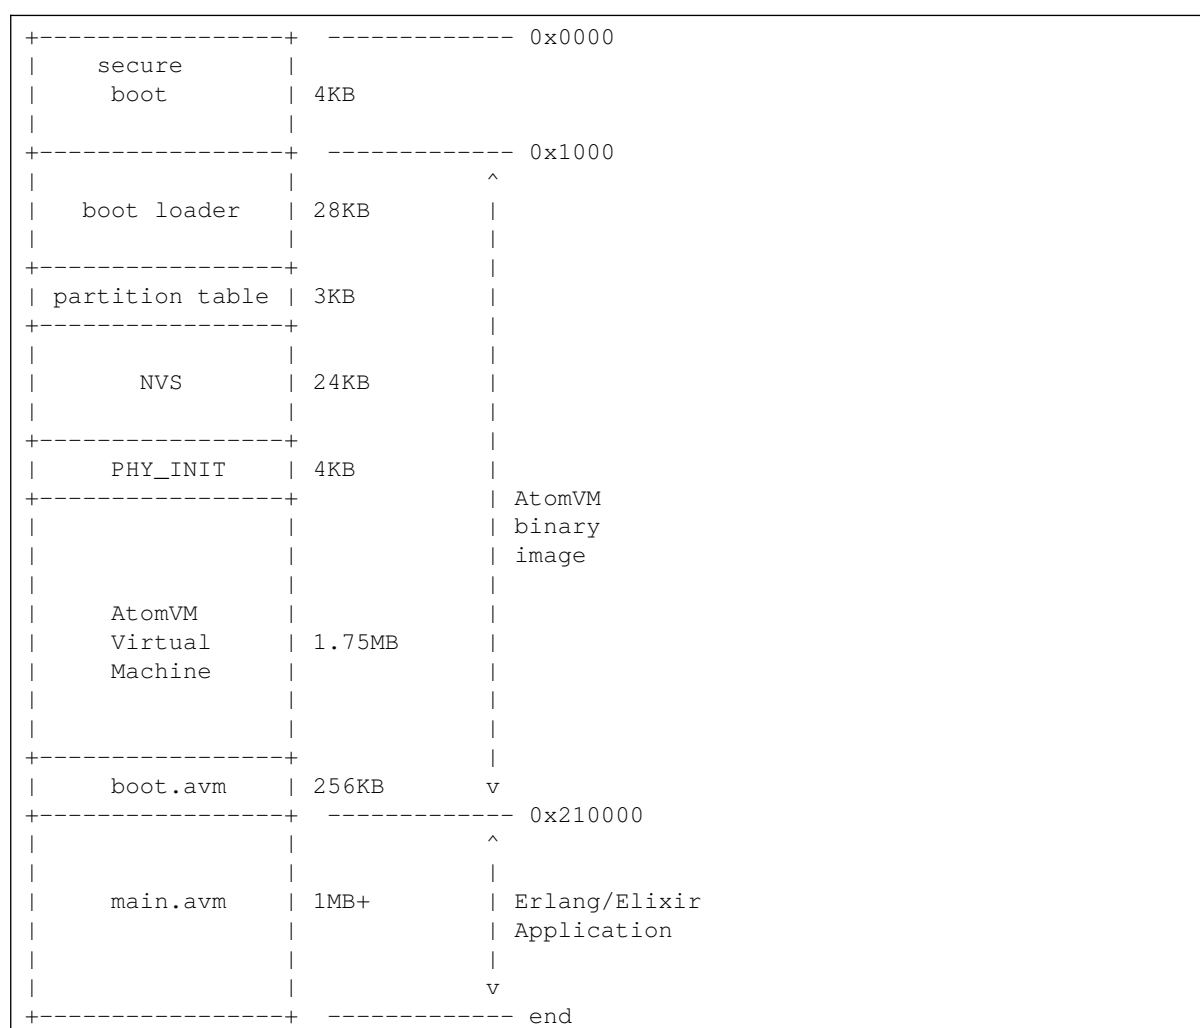 +-----------------+  ------------- 0x0000
|    secure       |
|     boot        | 4KB
|                 |
+-----------------+  ------------- 0x1000
|                 |             ^
|   boot loader   | 28KB        |
|                 |             |
+-----------------+             |
| partition table | 3KB         |
+-----------------+             |
|                 |             |
|       NVS       | 24KB        |
|                 |             |
+-----------------+             |
|     PHY_INIT    | 4KB         |
+-----------------+             | AtomVM
|                 |             | binary
|                 |             | image
|                 |             |
|     AtomVM      |             |
|     Virtual     | 1.75MB      |
|     Machine     |             |
|                 |             |
|                 |             |
+-----------------+             |
|     boot.avm    | 256KB       v
+-----------------+  ------------- 0x210000
|                 |             ^
|                 |             |
|     main.avm    | 1MB+        | Erlang/Elixir
|                 |             | Application
|                 |             |
|                 |             v
+-----------------+  ------------- end